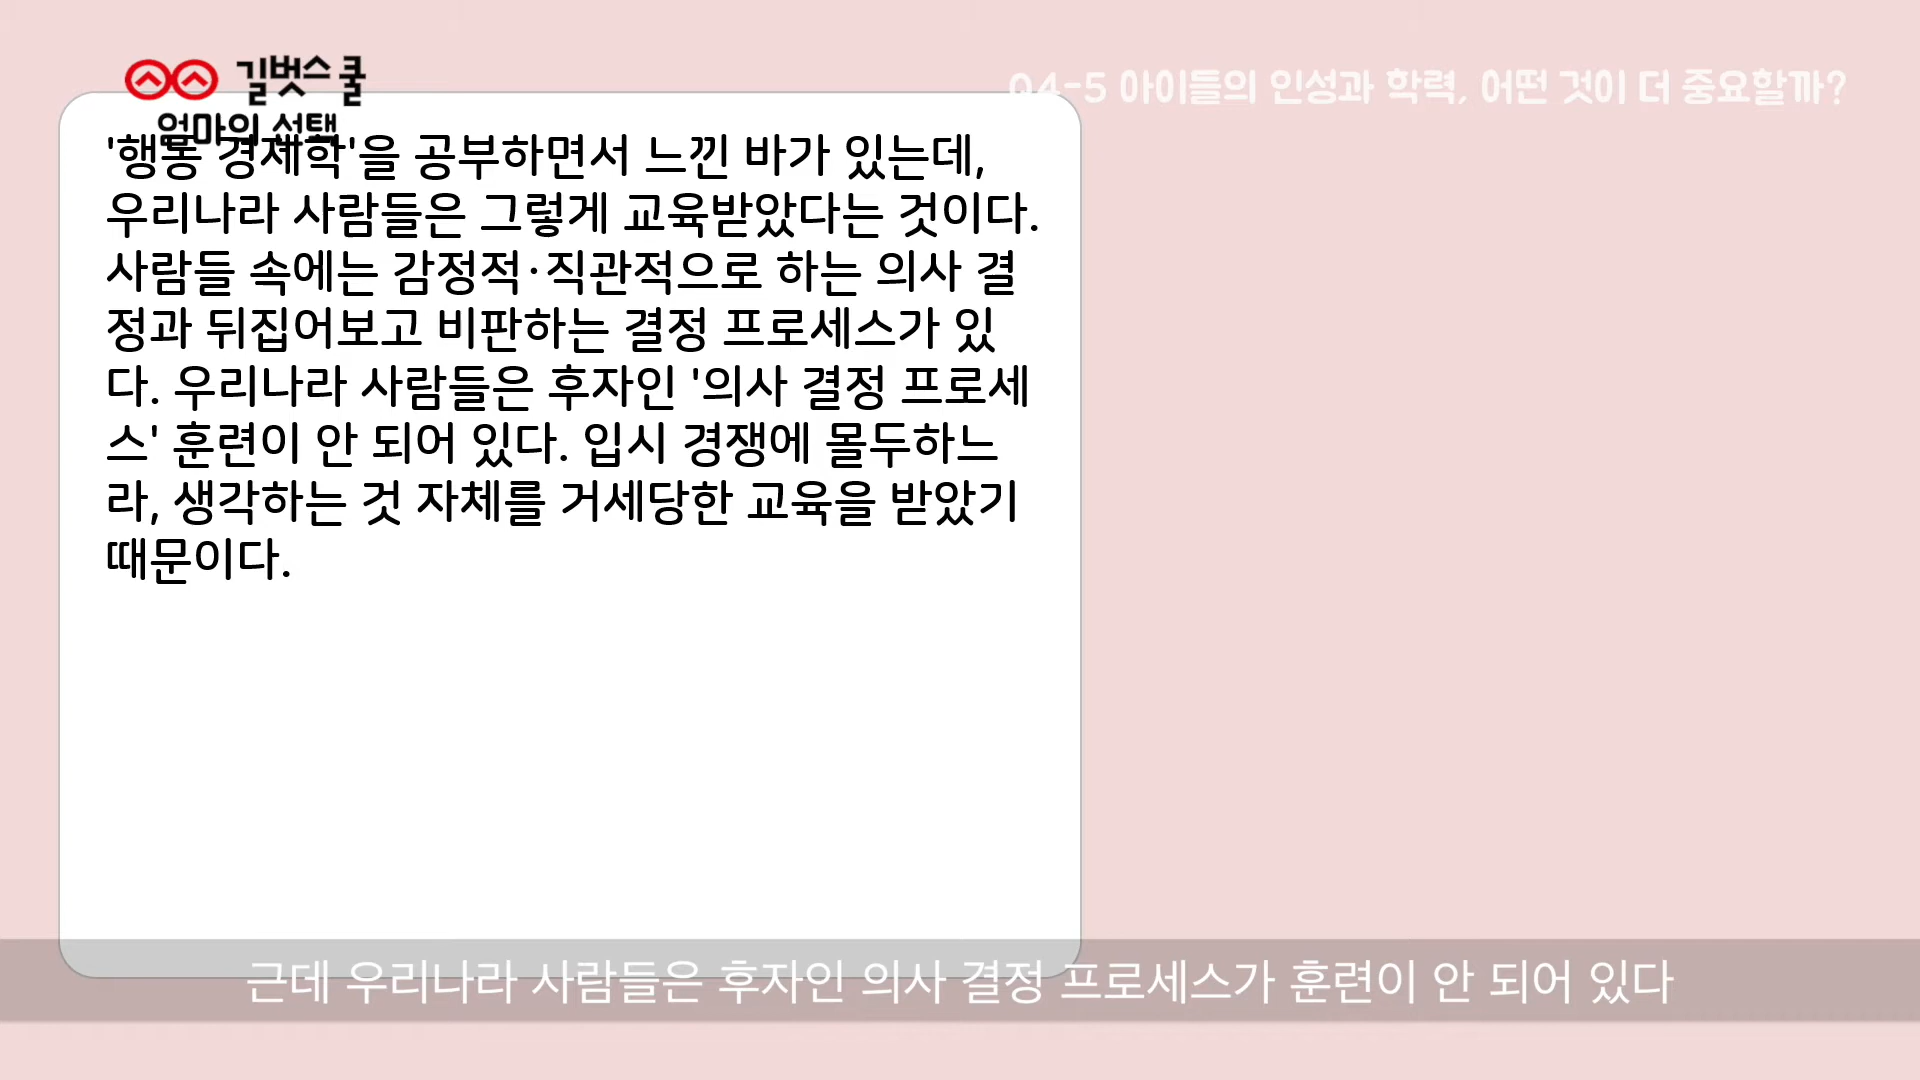 길벗스쿨
엄마의 선택
04-5 아이들의 인성과 학력, 어떤 것이 더 중요할까?
'행동 경제학'을 공부하면서 느낀 바가 있는데,
우리나라 사람들은 그렇게 교육받았다는 것이다.
사람들 속에는 감정적·직관적으로 하는 의사 결
정과 뒤집어보고 비판하는 결정 프로세스가 있
다. 우리나라 사람들은 후자인 '의사 결정 프로세
스' 훈련이 안 되어 있다. 입시 경쟁에 몰두하느
라, 생각하는 것 자체를 거세당한 교육을 받았기
때문이다.
근데 우리나라 사람들은 후자인 의사 결정 프로세스가 훈련이 안 되어 있다